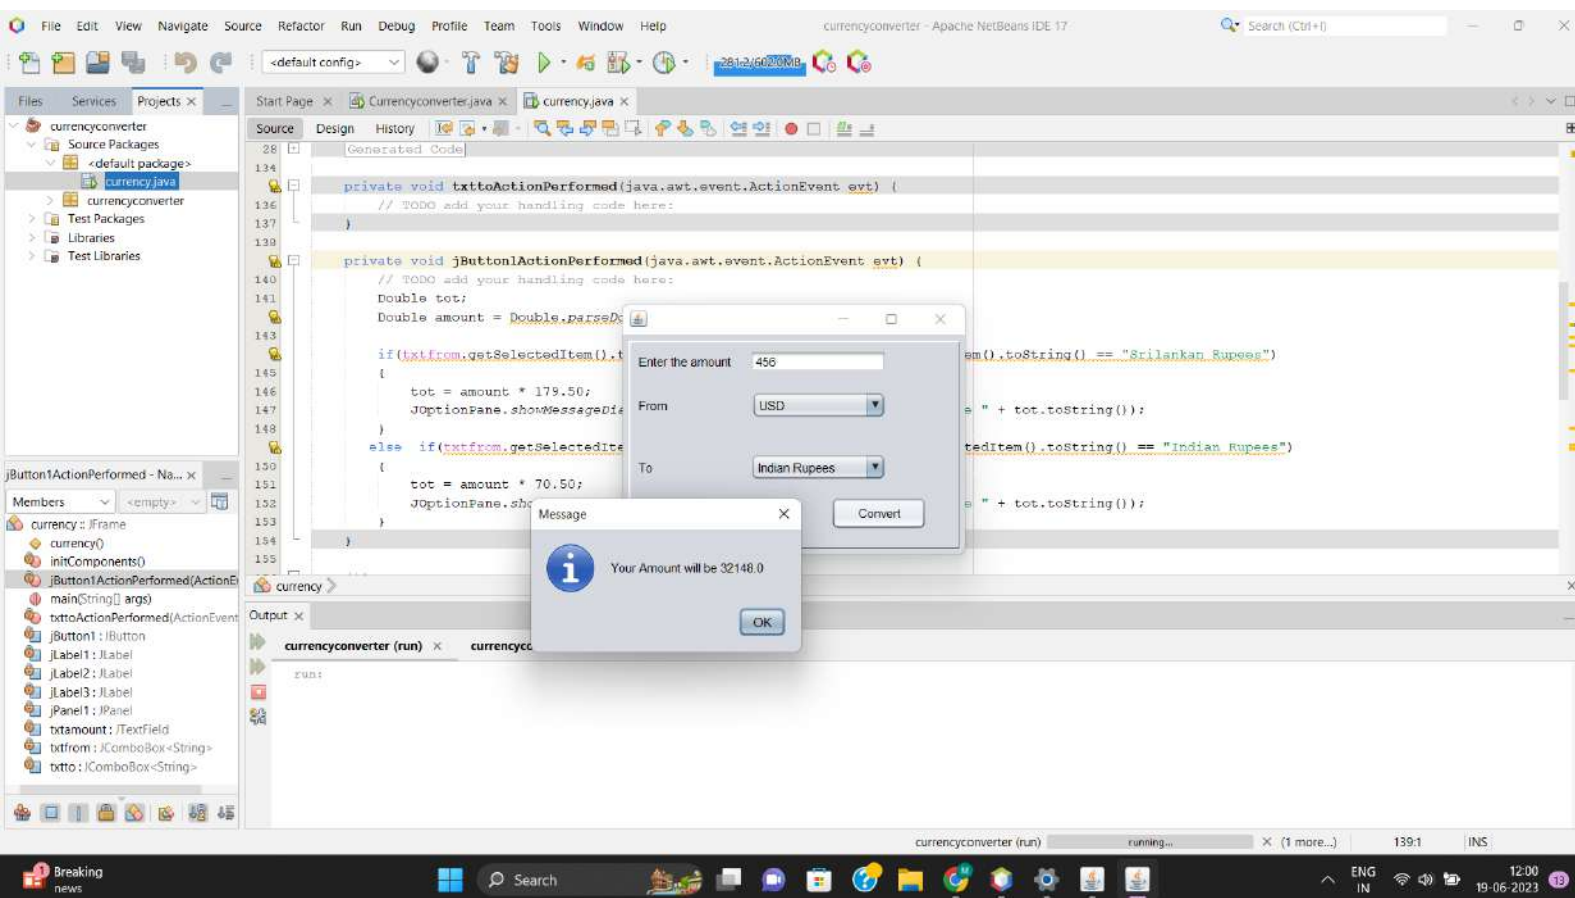 File Edit View Navigate Source Refactor Run Debug Profile Team Tools Window Help
currencyconverter - Apache NetBeans IDE 17
Search (Ctrl+I)
<default config>
281.2/602.0MB
Files Services Projects
Start Page Currencyconverter.java currency.java
currencyconverter
Source Packages
<default package>
currency.java
currencyconverter
Test Packages
Libraries
Test Libraries
Source Design History
28 Generated Code
134
private void txttoActionPerformed(java.awt.event.ActionEvent evt) {
136 // TODO add your handling code here:
137 }
138
private void jButton1ActionPerformed(java.awt.event.ActionEvent evt) {
140 // TODO add your handling code here:
141 Double tot;
Double amount = Double.parseDo
143
if(txtfrom.getSelectedItem().t em().toString() == "Srilankan Rupees")
145 {
146 tot = amount * 179.50;
147 JOptionPane.showMessageDia e " + tot.toString());
148 }
else if(txtfrom.getSelectedIte tedItem().toString() == "Indian Rupees")
150 {
151 tot = amount * 70.50;
152 JOptionPane.sho e " + tot.toString());
153 }
154 }
155
currency
Enter the amount 456
From USD
To Indian Rupees
Convert
Message
Your Amount will be 32148.0
OK
jButton1ActionPerformed - Na...
Members <empty>
currency :: JFrame
currency()
initComponents()
jButton1ActionPerformed(ActionE
main(String[] args)
txttoActionPerformed(ActionEvent
jButton1 : JButton
jLabel1 : JLabel
jLabel2 : JLabel
jLabel3 : JLabel
jPanel1 : JPanel
txtamount : JTextField
txtfrom : JComboBox<String>
txtto : JComboBox<String>
Output
currencyconverter (run) currencyco
run:
currencyconverter (run) running... (1 more...) 139:1 INS
1
Breaking
news
Search
ENG
IN
12:00
19-06-2023
13